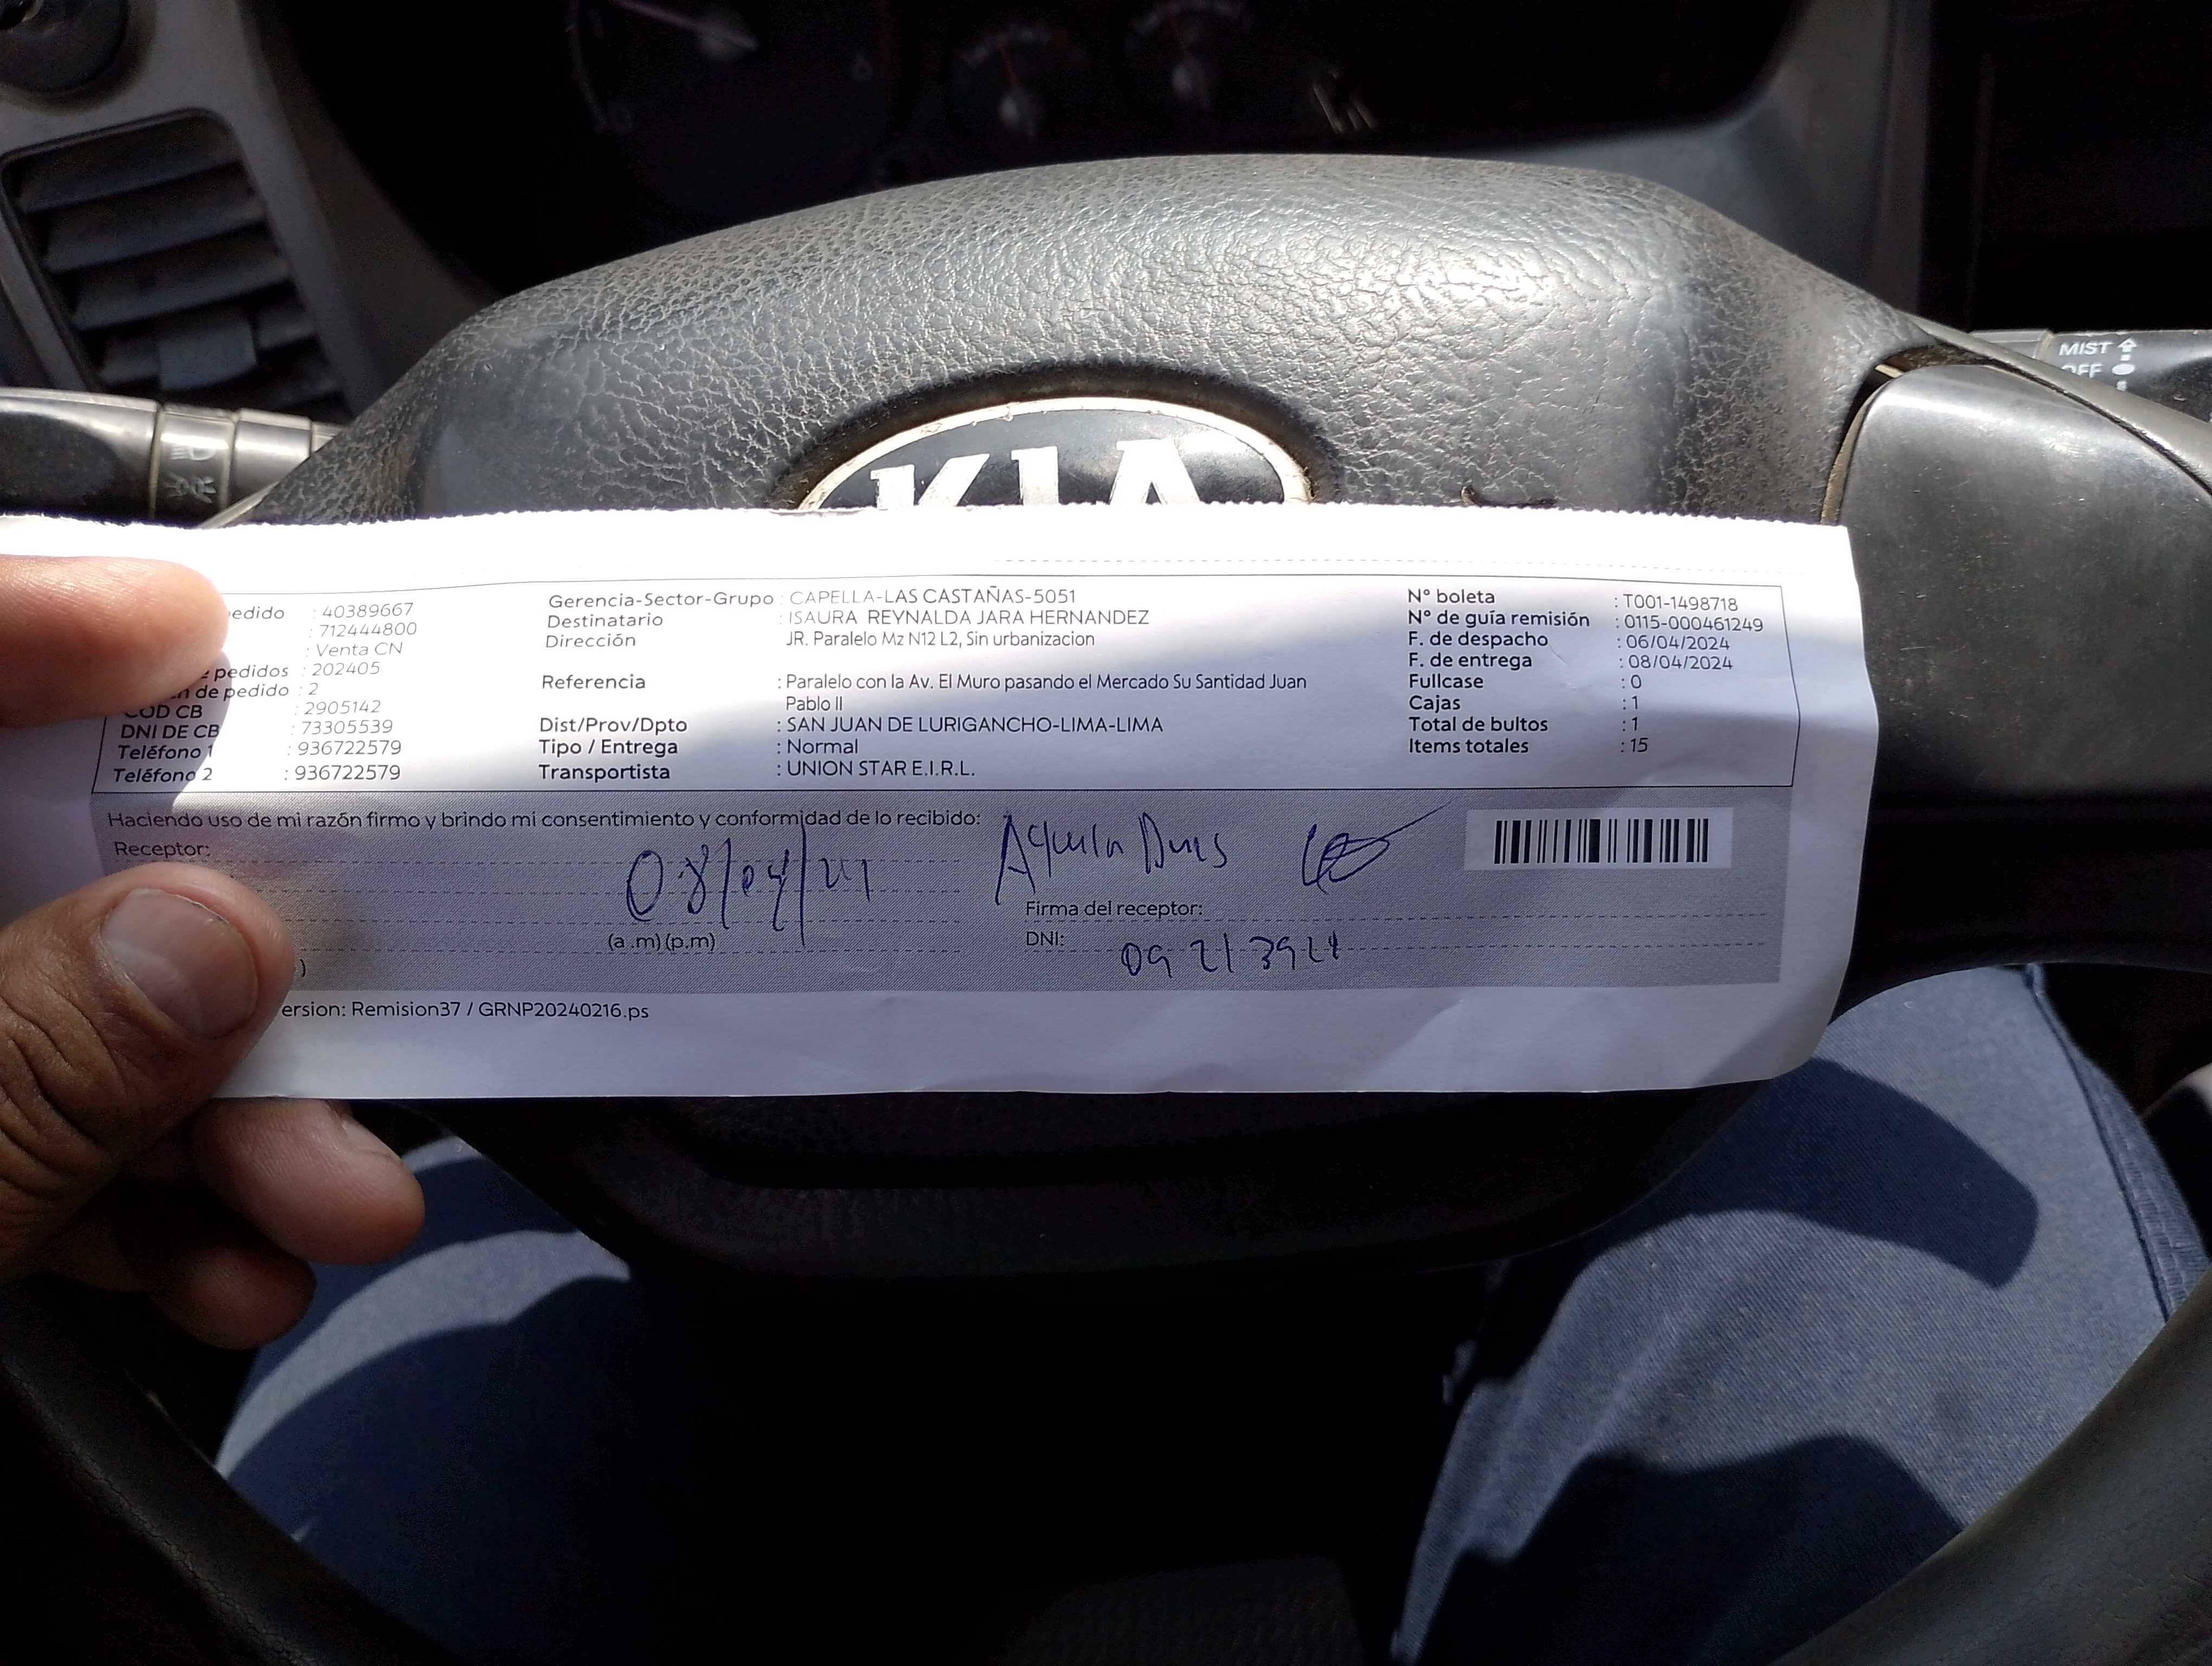 MIST
OFF
KIA
pedido : 40389667
: 712444800
: Venta CN
e pedidos : 202405
n de pedido : 2
COD CB : 2905142
DNI DE CB : 73305539
Teléfono 1 : 936722579
Teléfono 2 : 936722579
Gerencia-Sector-Grupo : CAPELLA-LAS CASTAÑAS-5051
Destinatario : ISAURA REYNALDA JARA HERNANDEZ
Dirección JR. Paralelo Mz N12 L2, Sin urbanizacion
Referencia : Paralelo con la Av. El Muro pasando el Mercado Su Santidad Juan
Pablo II
Dist/Prov/Dpto : SAN JUAN DE LURIGANCHO-LIMA-LIMA
Tipo / Entrega : Normal
Transportista : UNION STAR E.I.R.L.
N° boleta : T001-1498718
N° de guía remisión : 0115-000461249
F. de despacho : 06/04/2024
F. de entrega : 08/04/2024
Fullcase : 0
Cajas : 1
Total de bultos : 1
Items totales : 15
Haciendo uso de mi razón firmo y brindo mi consentimiento y conformidad de lo recibido:
Receptor:
08/04/24
(a.m)(p.m)
)
Firma del receptor:
DNI:
ersion: Remision37 / GRNP20240216.ps